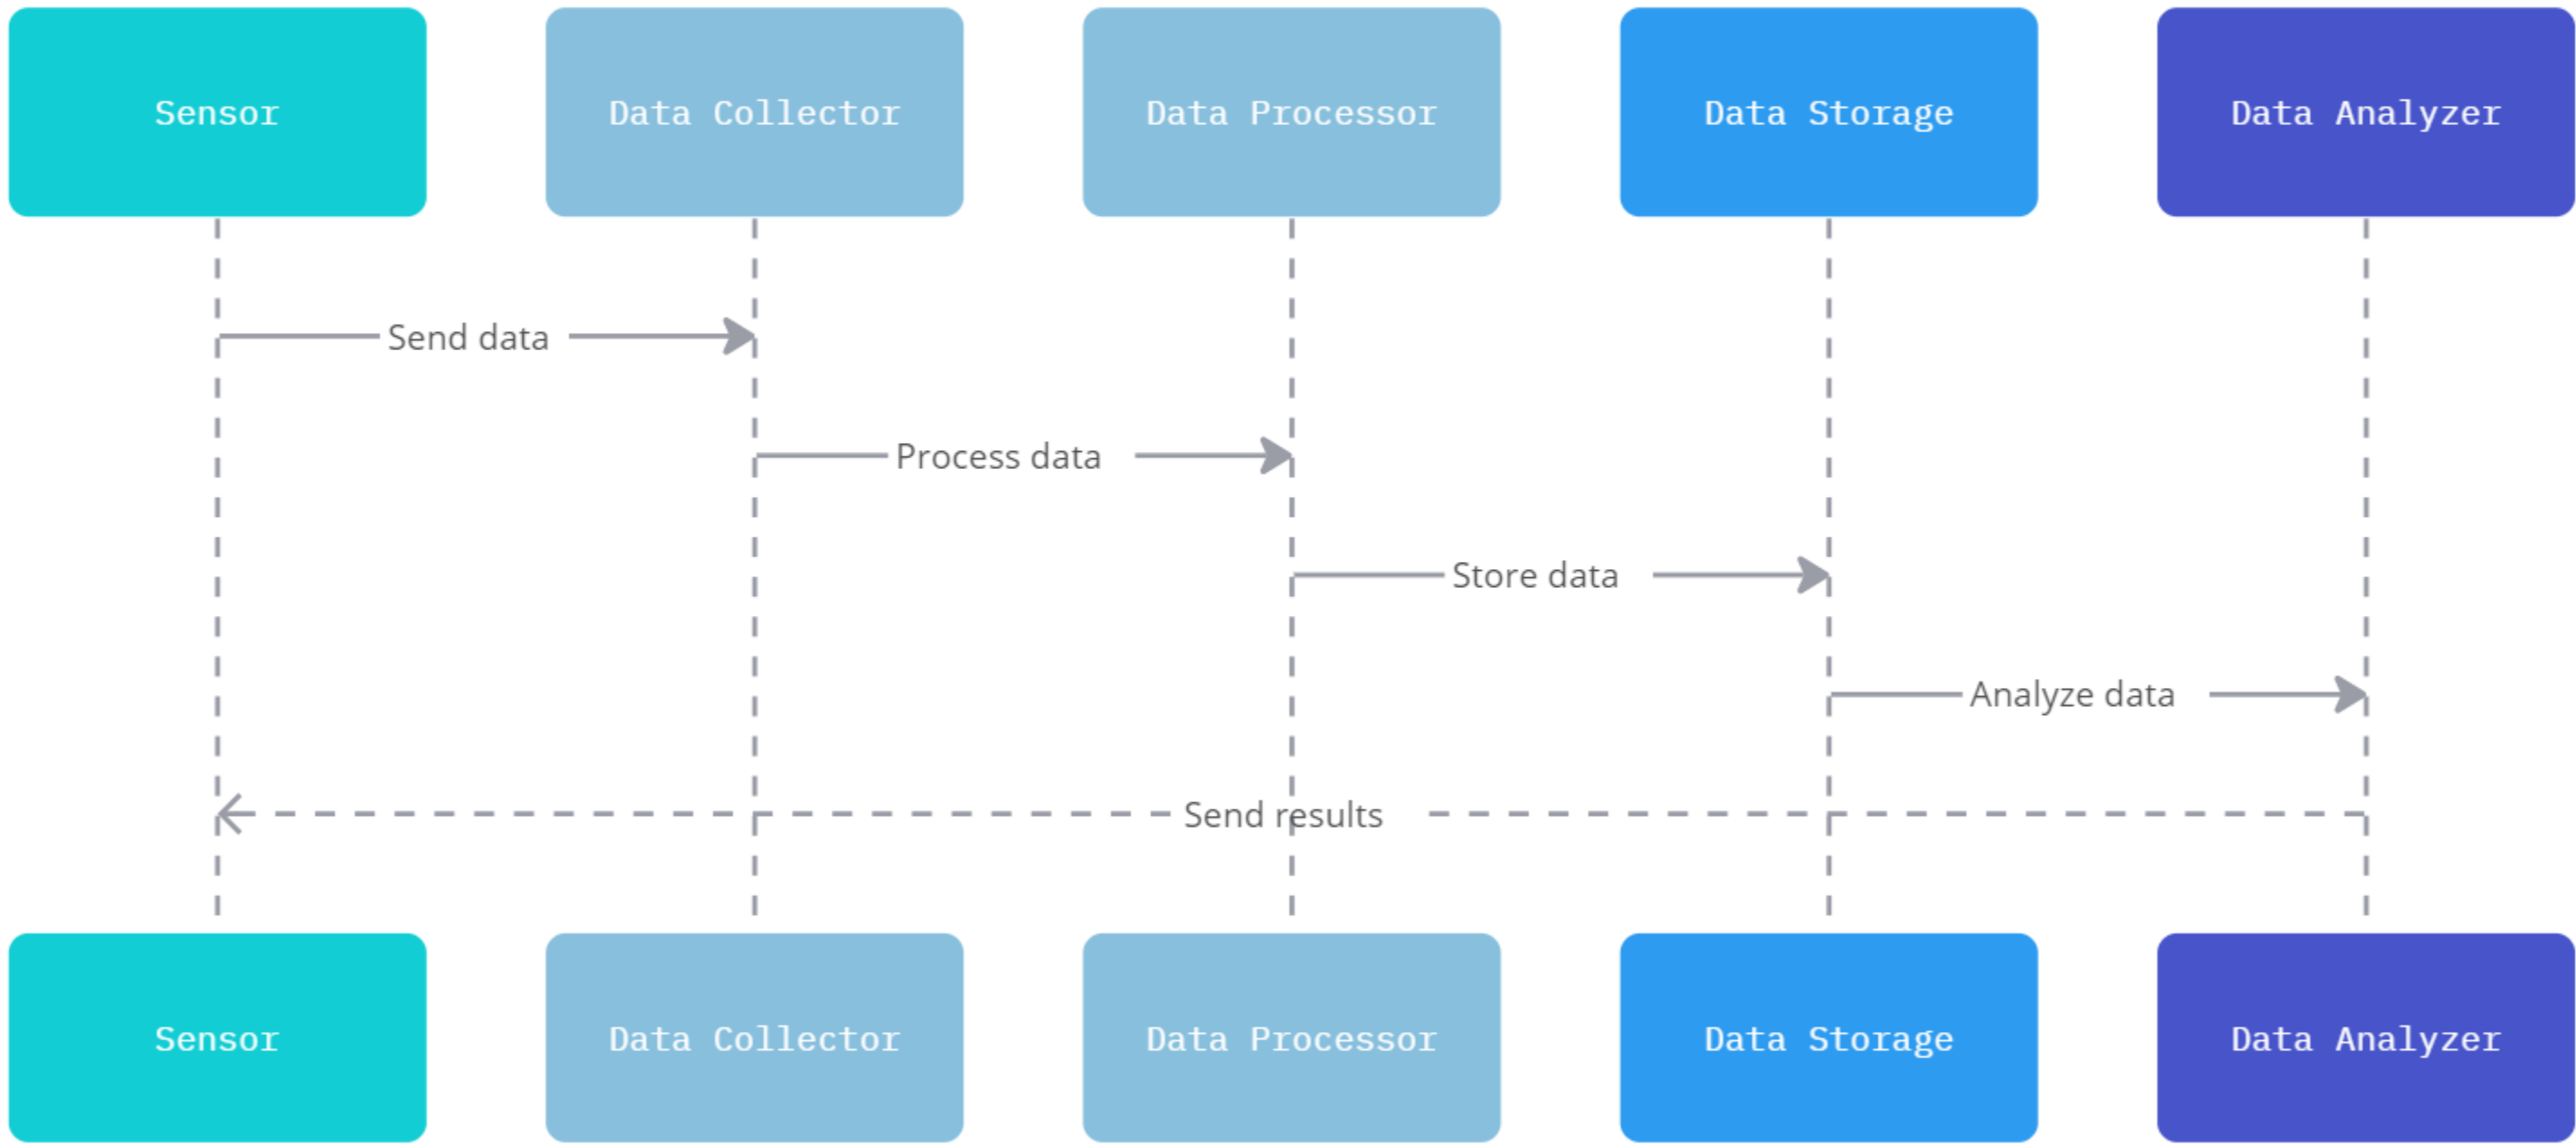 Sensor
Data Collector
Data Processor
Data Storage
Data Analyzer
Send data
Process data
Store data
Analyze data
Send results
Sensor
Data Collector
Data Processor
Data Storage
Data Analyzer